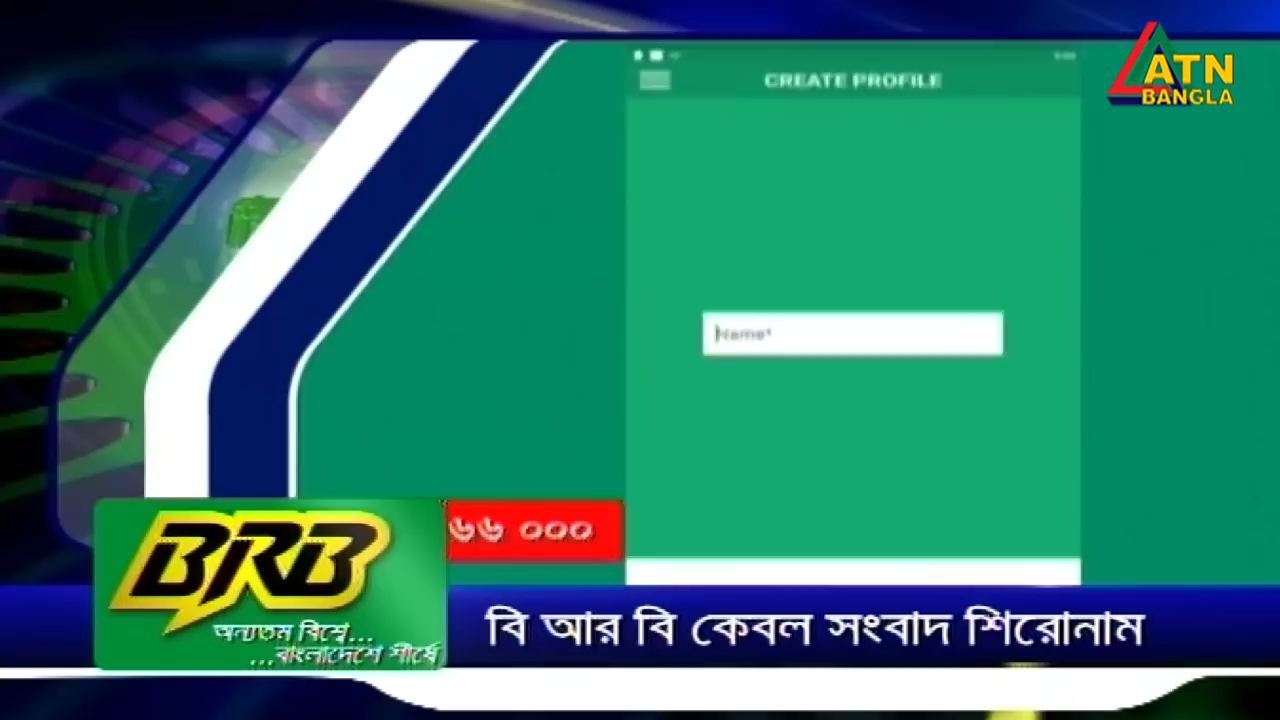 CREATE PROFILE
ATN
BANGLA
Name*
৬৬ ০০০
BRB
অন্যতম বিশ্বে...
...বাংলাদেশে শীর্ষে
বি আর বি কেবল সংবাদ শিরোনাম